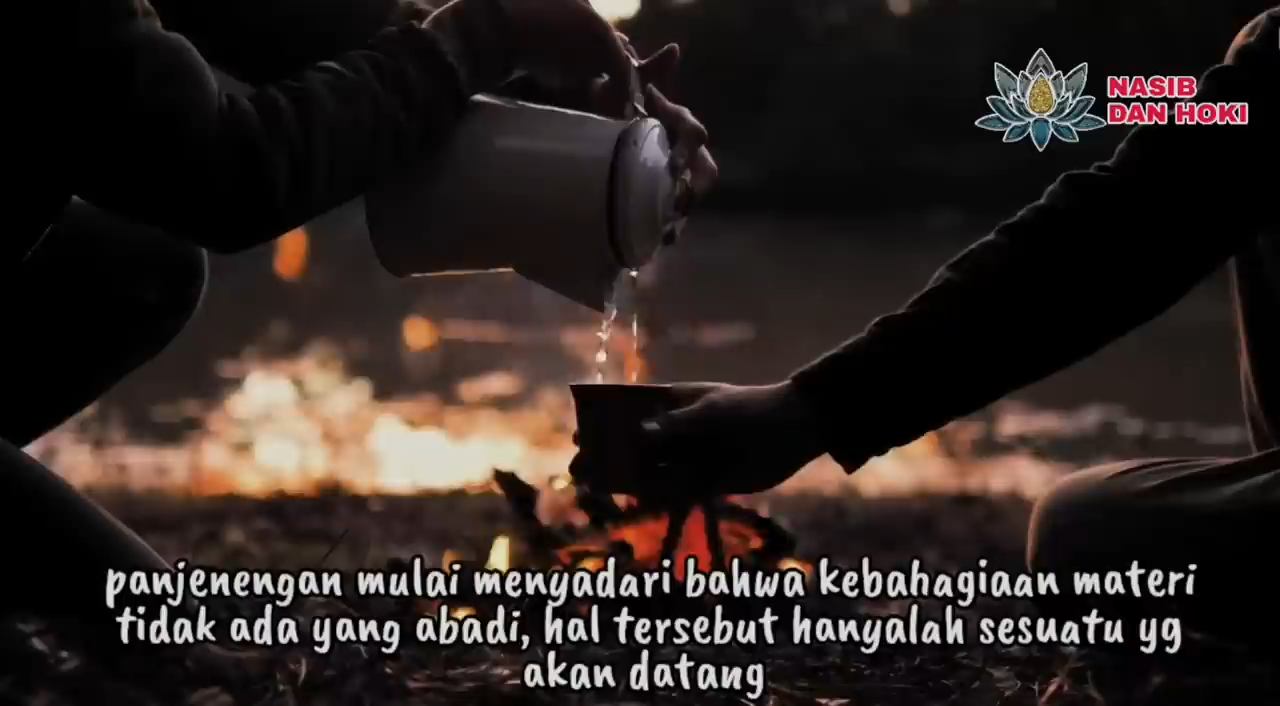 NASIB
DAN HOKI
panjenengan mulai menyadari bahwa kebahagiaan materi
tidak ada yang abadi, hal tersebut hanyalah sesuatu yg
akan datang